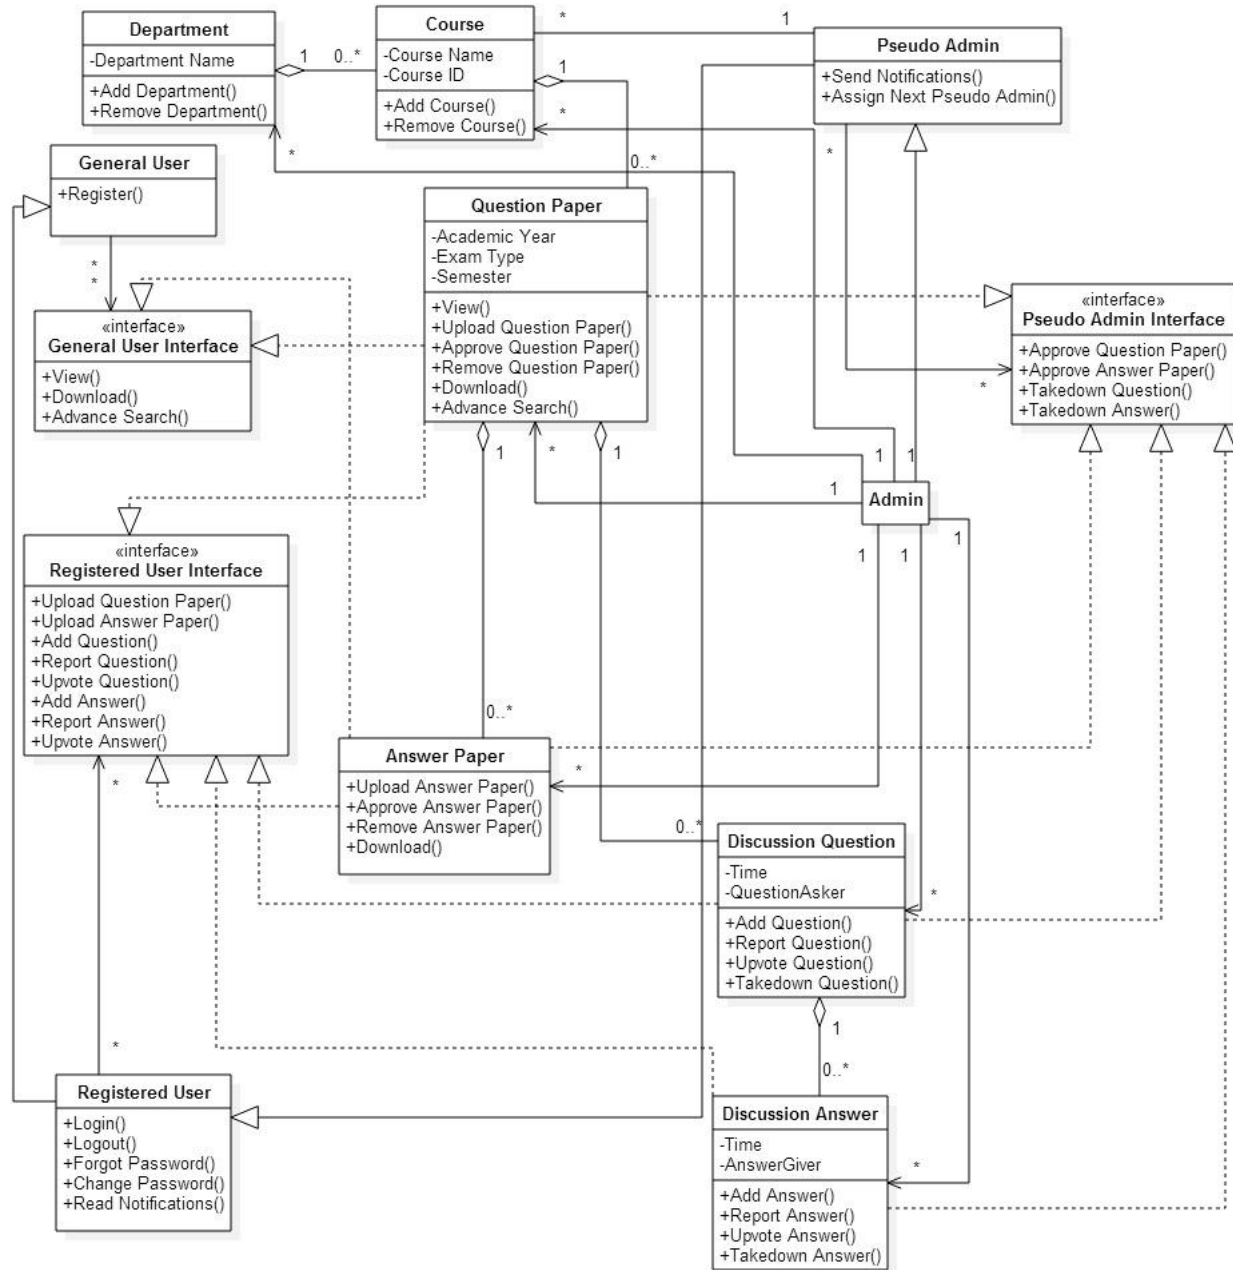 Department
-Department Name
+Add Department()
+Remove Department()
1
0..*
Course
-Course Name
-Course ID
+Add Course()
+Remove Course()
*
1
1
*
*
0..*
Pseudo Admin
+Send Notifications()
+Assign Next Pseudo Admin()
*
General User
+Register()
*
*
«interface»
General User Interface
+View()
+Download()
+Advance Search()
Question Paper
-Academic Year
-Exam Type
-Semester
+View()
+Upload Question Paper()
+Approve Question Paper()
+Remove Question Paper()
+Download()
+Advance Search()
«interface»
Pseudo Admin Interface
+Approve Question Paper()
+Approve Answer Paper()
+Takedown Question()
+Takedown Answer()
*
1
*
1
1
1
1
Admin
1
1
1
«interface»
Registered User Interface
+Upload Question Paper()
+Upload Answer Paper()
+Add Question()
+Report Question()
+Upvote Question()
+Add Answer()
+Report Answer()
+Upvote Answer()
*
0..*
Answer Paper
+Upload Answer Paper()
+Approve Answer Paper()
+Remove Answer Paper()
+Download()
*
0..*
Discussion Question
-Time
-QuestionAsker
+Add Question()
+Report Question()
+Upvote Question()
+Takedown Question()
*
1
0..*
*
Registered User
+Login()
+Logout()
+Forgot Password()
+Change Password()
+Read Notifications()
Discussion Answer
-Time
-AnswerGiver
+Add Answer()
+Report Answer()
+Upvote Answer()
+Takedown Answer()
*